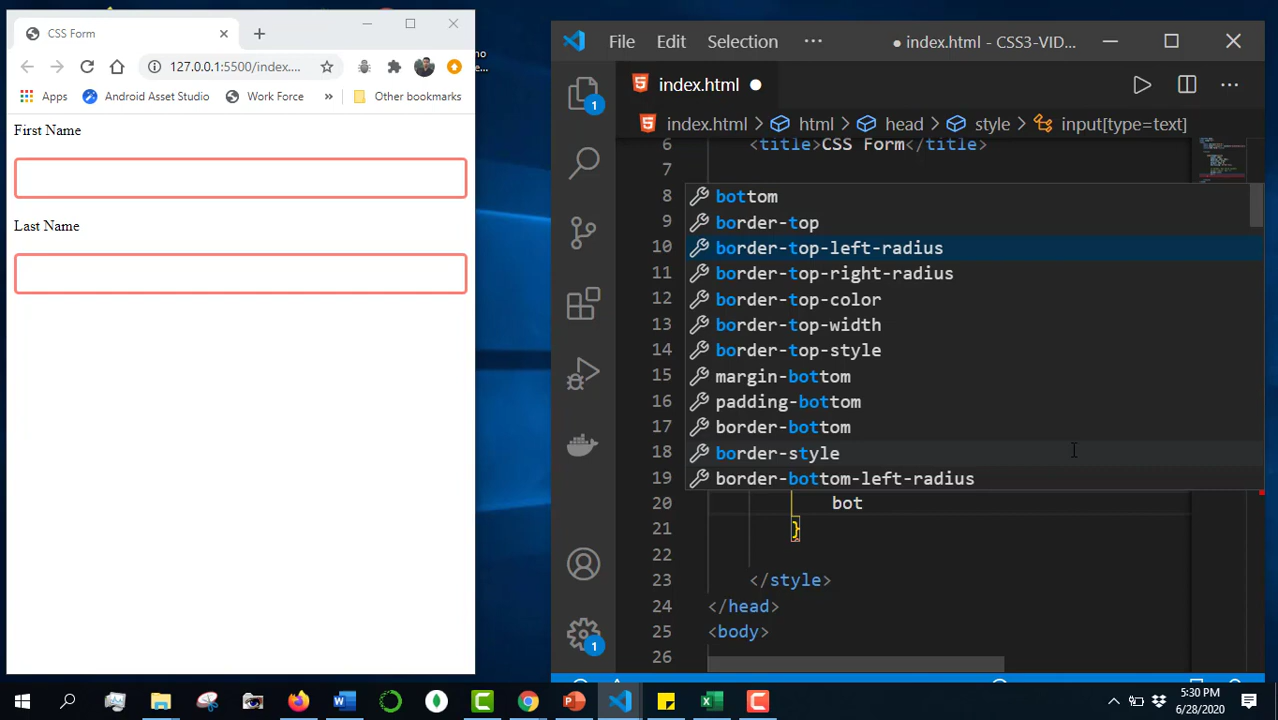 CSS Form
127.0.0.1:5500/index....
Apps
Android Asset Studio
Work Force
»
Other bookmarks
First Name
Last Name
no
e...
File Edit Selection ···
● index.html - CSS3-VID...
index.html ●
index.html > html > head > style > input[type=text]
6 <title>CSS Form</title>
7
8 bottom
9 border-top
10 border-top-left-radius
11 border-top-right-radius
12 border-top-color
13 border-top-width
14 border-top-style
15 margin-bottom
16 padding-bottom
17 border-bottom
18 border-style
19 border-bottom-left-radius
20 bot
21 }
22
23 </style>
24 </head>
25 <body>
26
1
1
5:30 PM
6/28/2020